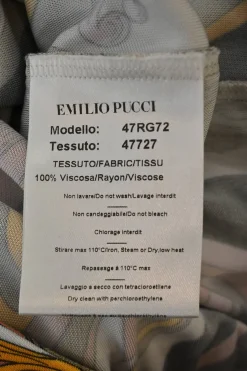 EMILIO PUCCI
Modello: 47RG72
Tessuto: 47727
TESSUTO/FABRIC/TISSU
100% Viscosa/Rayon/Viscose
Non lavare/Do not wash/Lavage interdit
Non candeggiabile/Do not bleach
Chlorage interdit
Stirare max 110°C/Iron, Steam or Dry, low heat
Repassage à 110°C max
Lavaggio a secco con tetracloroetilene
Dry clean with perchloroethylene